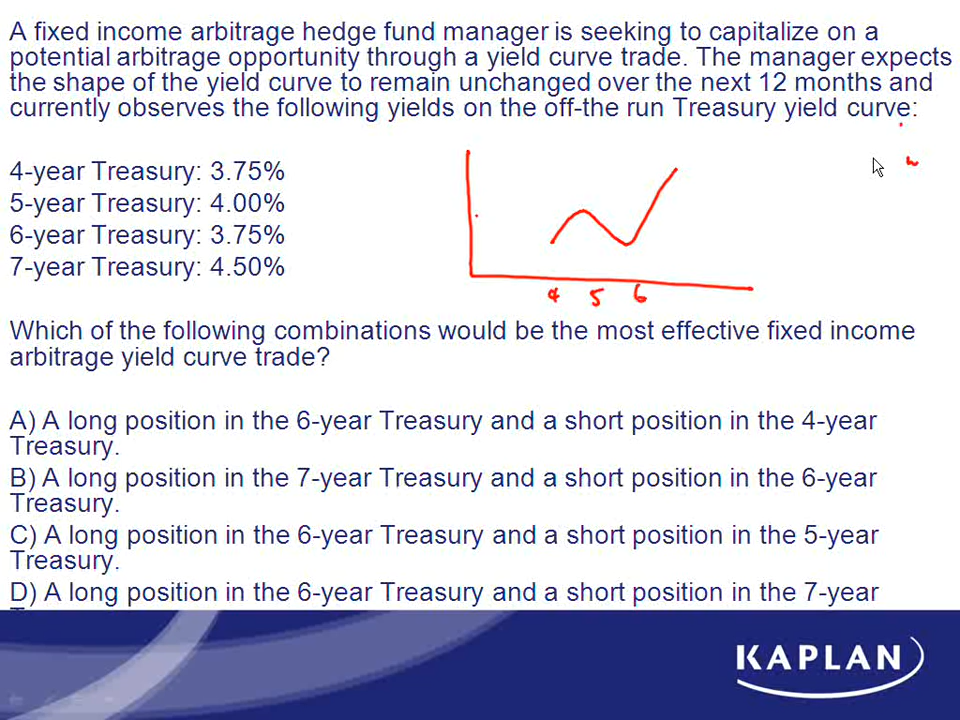 A fixed income arbitrage hedge fund manager is seeking to capitalize on a
potential arbitrage opportunity through a yield curve trade. The manager expects
the shape of the yield curve to remain unchanged over the next 12 months and
currently observes the following yields on the off-the run Treasury yield curve:
4-year Treasury: 3.75%
5-year Treasury: 4.00%
6-year Treasury: 3.75%
7-year Treasury: 4.50%
4 5 6
Which of the following combinations would be the most effective fixed income
arbitrage yield curve trade?
A) A long position in the 6-year Treasury and a short position in the 4-year
Treasury.
B) A long position in the 7-year Treasury and a short position in the 6-year
Treasury.
C) A long position in the 6-year Treasury and a short position in the 5-year
Treasury.
D) A long position in the 6-year Treasury and a short position in the 7-year
KAPLAN